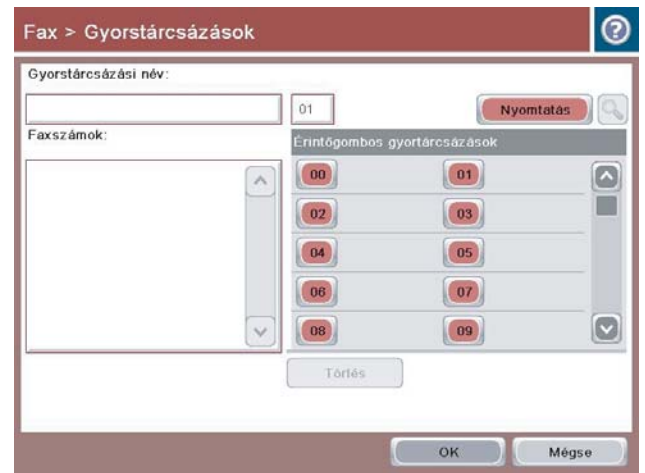 Fax > Gyorstárcsázások
?
Gyorstárcsázási név:
01
Nyomtatás
Faxszámok:
Érintőgombos gyortárcsázások
00
01
02
03
04
05
06
07
08
09
Törlés
OK
Mégse